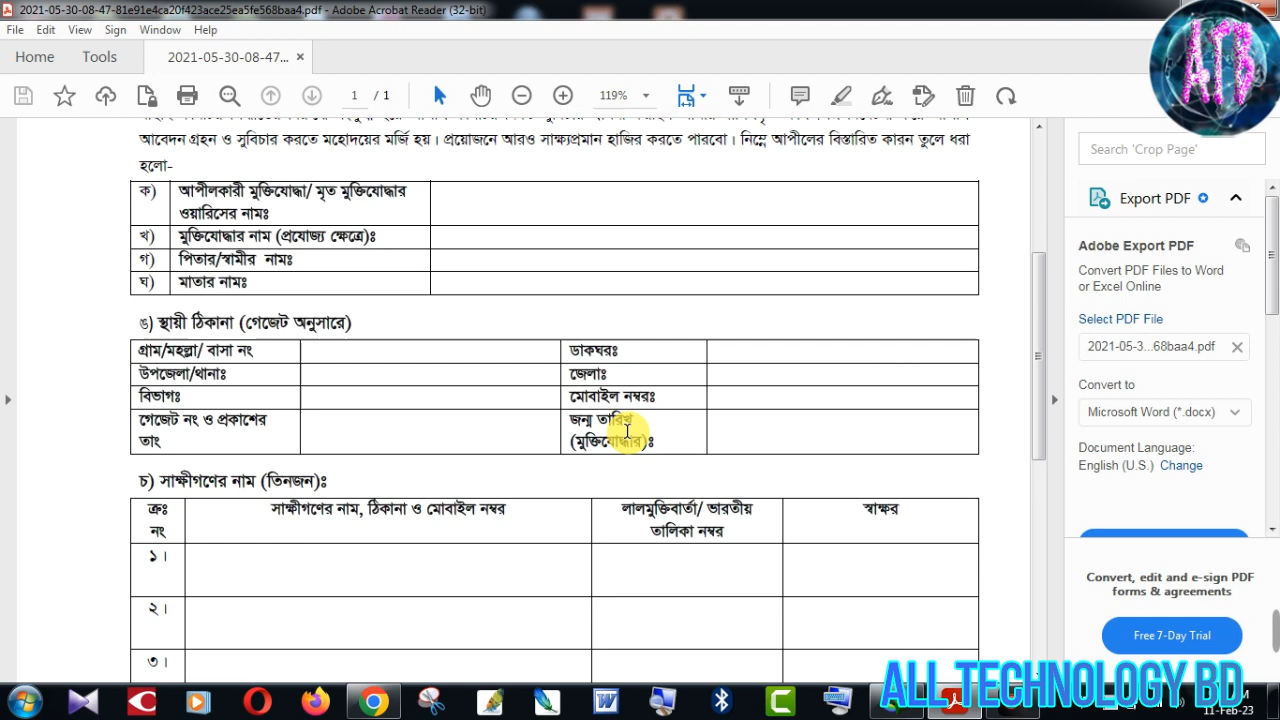 2021-05-30-08-47-81e91e4ca20f423ace25ea5fe568baa4.pdf - Adobe Acrobat Reader (32-bit)
File Edit View Sign Window Help
Home Tools 2021-05-30-08-47... ×
1 / 1 119%
আবেদন গ্রহন ও সুবিচার করতে মহোদয়ের মর্জি হয়। প্রয়োজনে আরও সাক্ষ্যপ্রমান হাজির করতে পারবো। নিম্নে আপীলের বিস্তারিত কারন তুলে ধরা
হলো-
ক) আপীলকারী মুক্তিযোদ্ধা/ মৃত মুক্তিযোদ্ধার
ওয়ারিসের নামঃ
খ) মুক্তিযোদ্ধার নাম (প্রযোজ্য ক্ষেত্রে)ঃ
গ) পিতার/স্বামীর নামঃ
ঘ) মাতার নামঃ
ঙ) স্থায়ী ঠিকানা (গেজেট অনুসারে)
গ্রাম/মহল্লা/ বাসা নং ডাকঘরঃ
উপজেলা/থানাঃ জেলাঃ
বিভাগঃ মোবাইল নম্বরঃ
গেজেট নং ও প্রকাশের জন্ম তারিখ
তাং (মুক্তিযোদ্ধার)ঃ
চ) সাক্ষীগণের নাম (তিনজন)ঃ
ক্রঃ সাক্ষীগণের নাম, ঠিকানা ও মোবাইল নম্বর লালমুক্তিবার্তা/ ভারতীয় স্বাক্ষর
নং তালিকা নম্বর
১।
২।
৩।
Search 'Crop Page'
Export PDF
Adobe Export PDF
Convert PDF Files to Word
or Excel Online
Select PDF File
2021-05-3...68baa4.pdf
Convert to
Microsoft Word (*.docx)
Document Language:
English (U.S.) Change
Convert, edit and e-sign PDF
forms & agreements
Free 7-Day Trial
ALL TECHNOLOGY BD
11-Feb-23